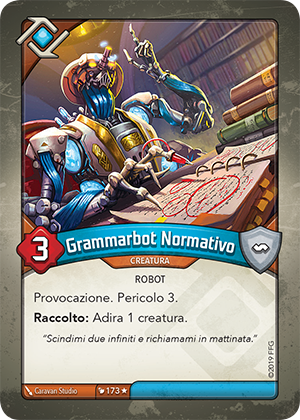 3
Grammarbot Normativo
CREATURA
ROBOT
Provocazione. Pericolo 3.
Raccolto: Adira 1 creatura.
“Scindimi due infiniti e richiamami in mattinata.”
Caravan Studio
173
©2019 FFG